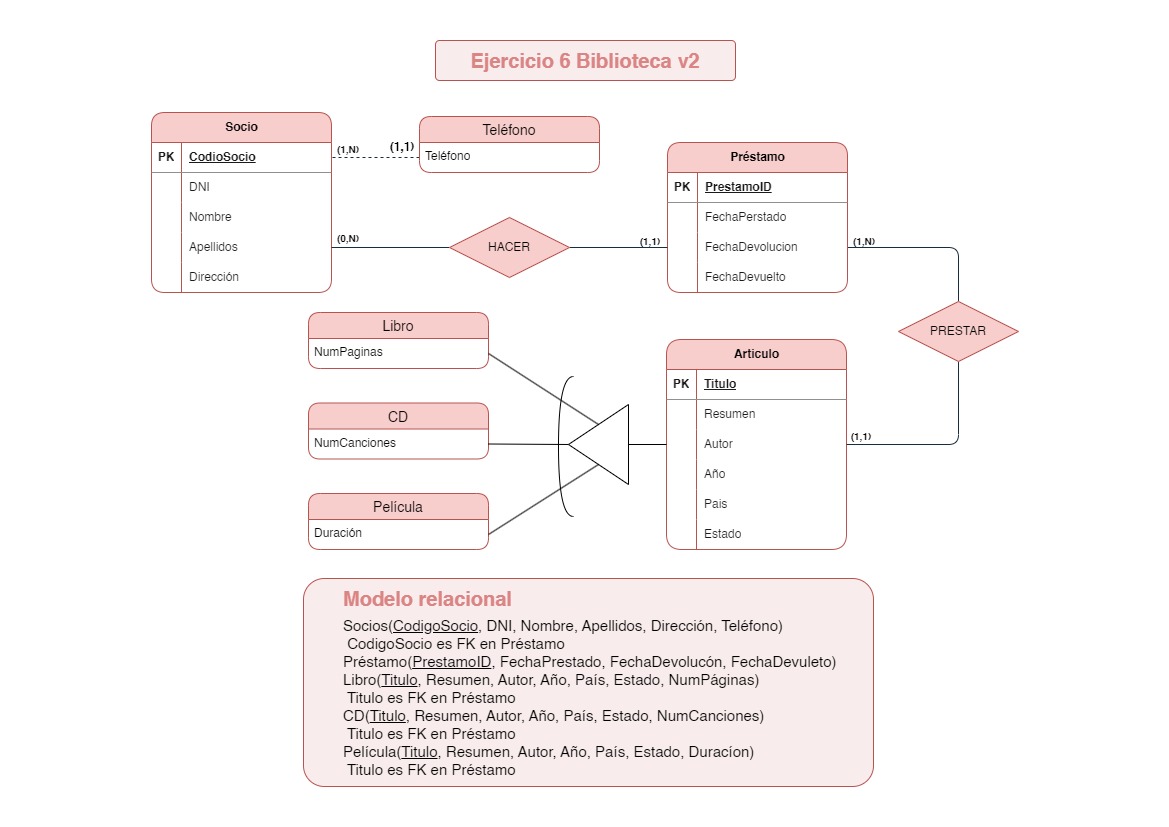 Ejercicio 6 Biblioteca v2
Socio
PK CodioSocio
DNI
Nombre
Apellidos
Dirección
(1,N)
(1,1)
Teléfono
Teléfono
(0,N)
HACER
(1,1)
Préstamo
PK PrestamoID
FechaPerstado
FechaDevolucion
FechaDevuelto
(1,N)
PRESTAR
(1,1)
Libro
NumPaginas
CD
NumCanciones
Película
Duración
Articulo
PK Titulo
Resumen
Autor
Año
Pais
Estado
Modelo relacional
Socios(CodigoSocio, DNI, Nombre, Apellidos, Dirección, Teléfono)
CodigoSocio es FK en Préstamo
Préstamo(PrestamoID, FechaPrestado, FechaDevolucón, FechaDevuleto)
Libro(Titulo, Resumen, Autor, Año, País, Estado, NumPáginas)
Titulo es FK en Préstamo
CD(Titulo, Resumen, Autor, Año, País, Estado, NumCanciones)
Titulo es FK en Préstamo
Película(Titulo, Resumen, Autor, Año, País, Estado, Duracíon)
Titulo es FK en Préstamo